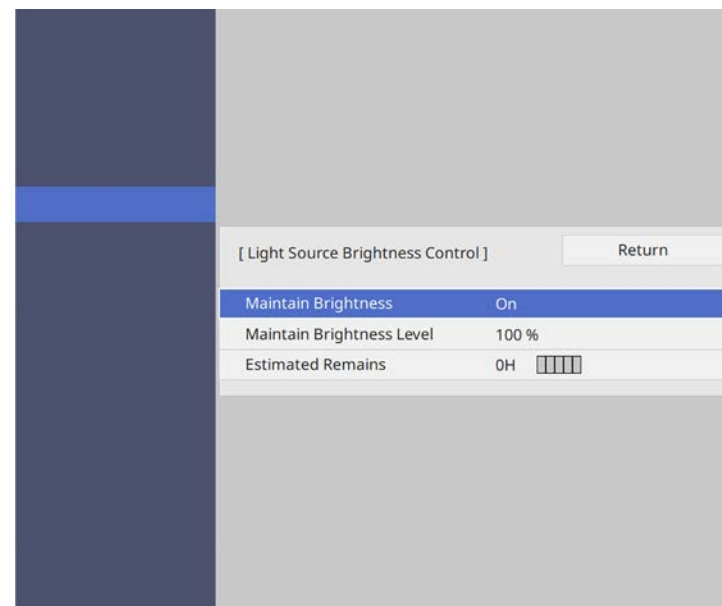 [ Light Source Brightness Control ] Return
Maintain Brightness On
Maintain Brightness Level 100 %
Estimated Remains 0H